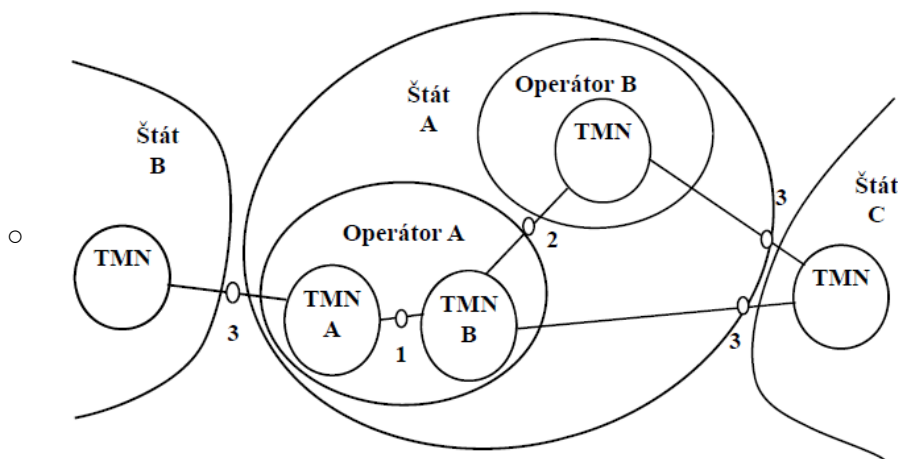 Štát
B
TMN
3
Štát
A
Operátor B
TMN
2
Operátor A
TMN
A
1
TMN
B
3
3
Štát
C
TMN